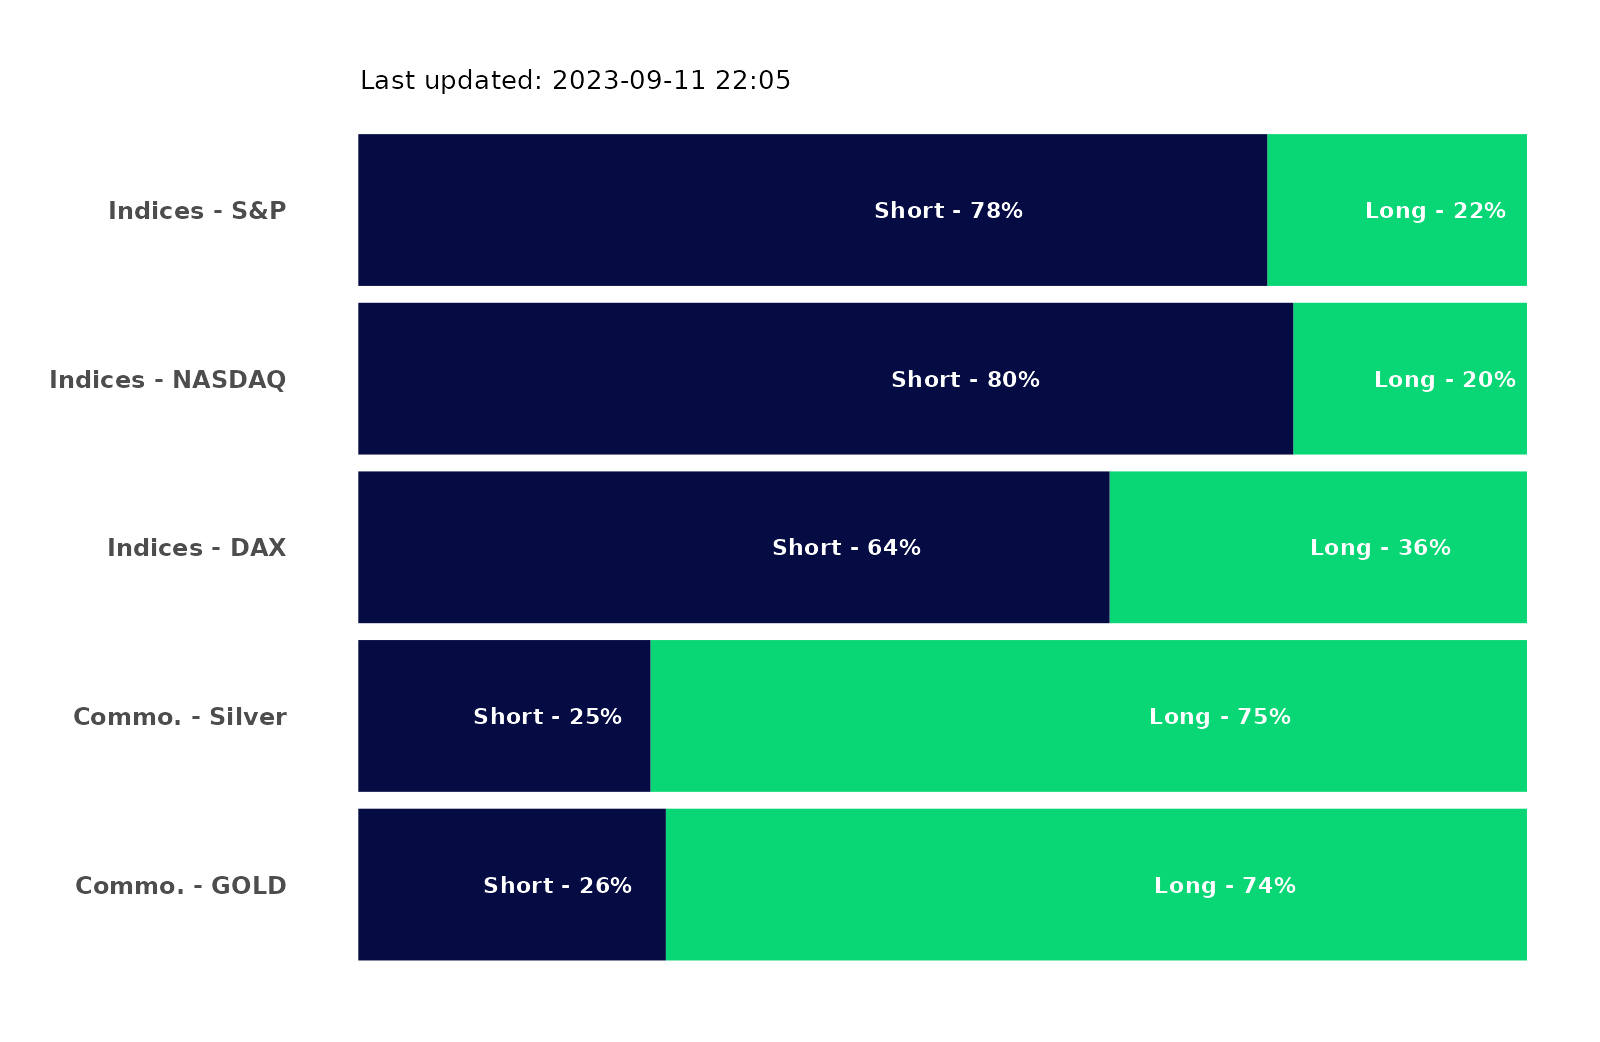 Last updated: 2023-09-11 22:05
Indices - S&P Short - 78% Long - 22%
Indices - NASDAQ Short - 80% Long - 20%
Indices - DAX Short - 64% Long - 36%
Commo. - Silver Short - 25% Long - 75%
Commo. - GOLD Short - 26% Long - 74%